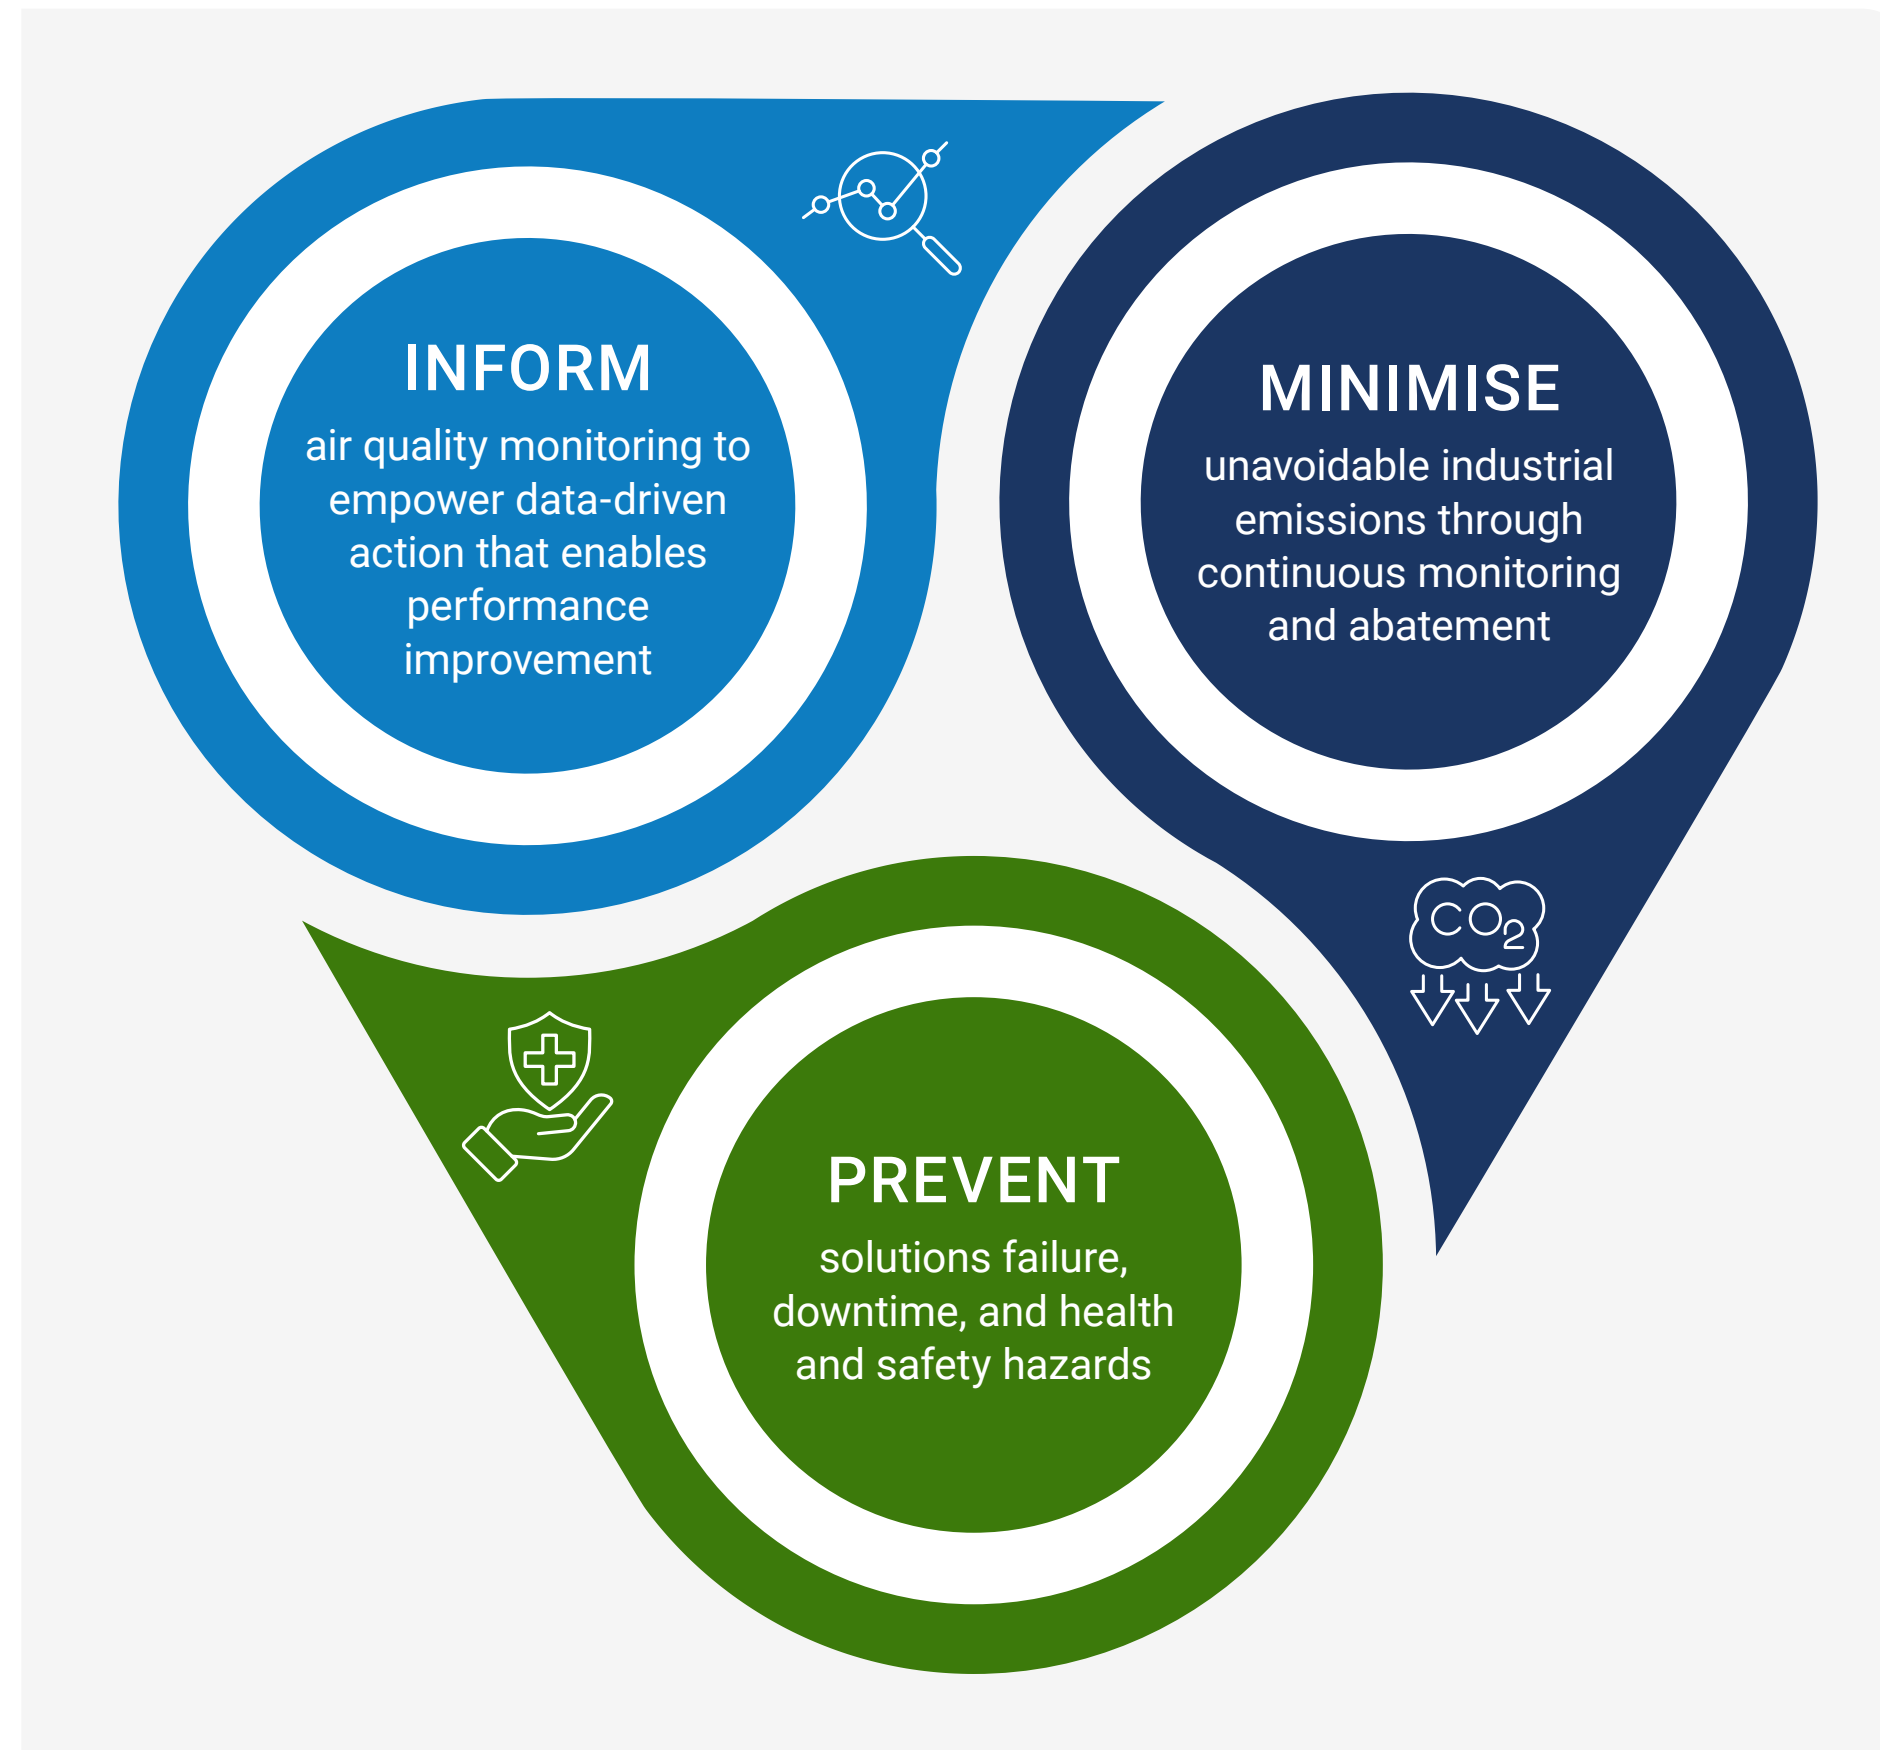 INFORM
air quality monitoring to
empower data-driven
action that enables
performance
improvement
MINIMISE
unavoidable industrial
emissions through
continuous monitoring
and abatement
CO2
PREVENT
solutions failure,
downtime, and health
and safety hazards